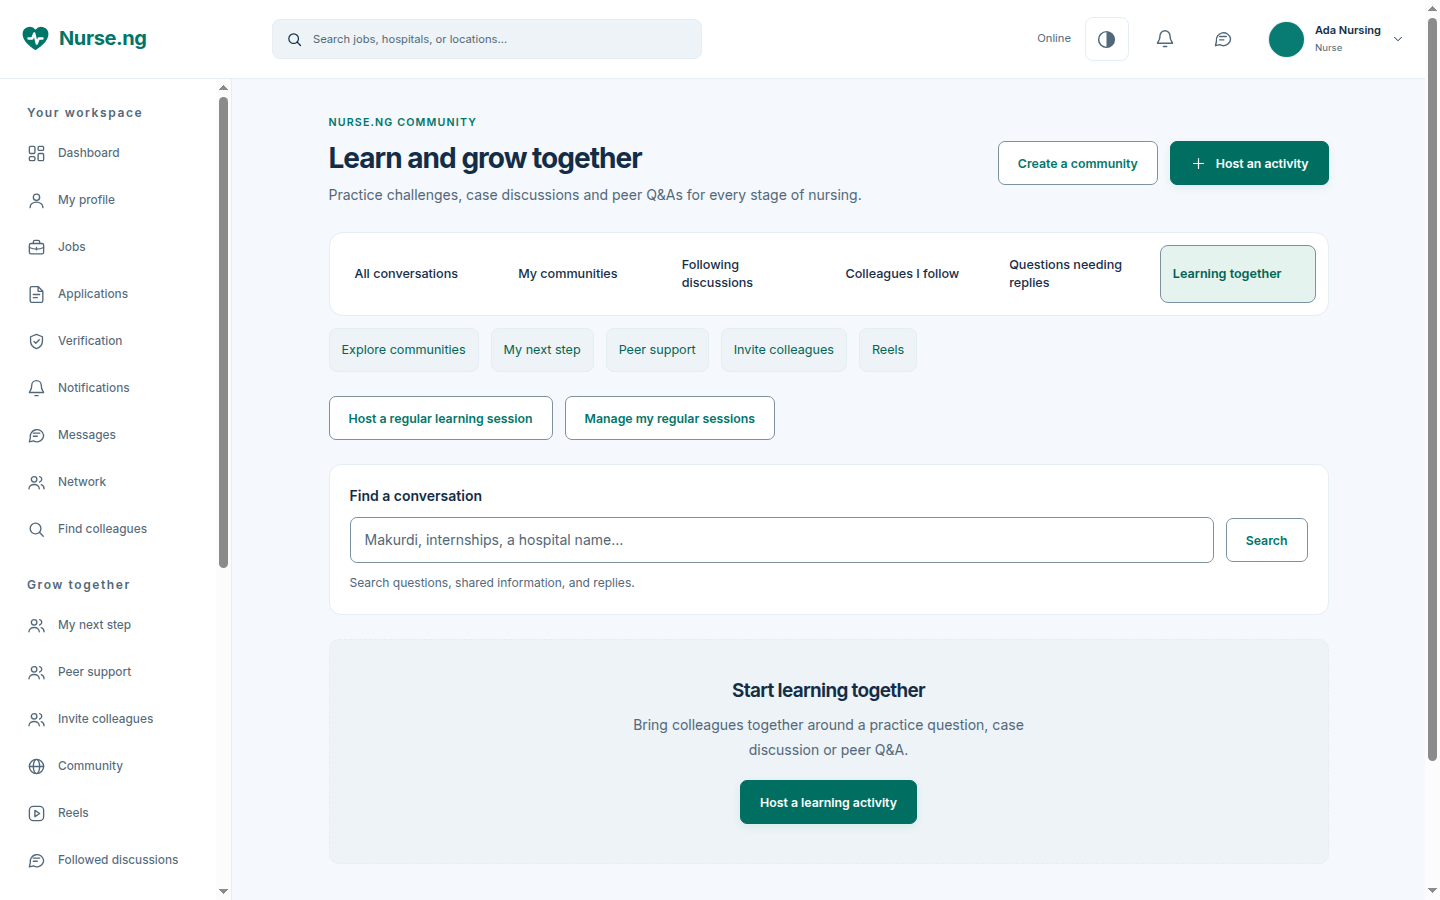 Nurse.ng
Search jobs, hospitals, or locations...
Online
Ada Nursing
Nurse
Your workspace
Dashboard
My profile
Jobs
Applications
Verification
Notifications
Messages
Network
Find colleagues
Grow together
My next step
Peer support
Invite colleagues
Community
Reels
Followed discussions
NURSE.NG COMMUNITY
Learn and grow together
Practice challenges, case discussions and peer Q&As for every stage of nursing.
Create a community
Host an activity
All conversations
My communities
Following
discussions
Colleagues I follow
Questions needing
replies
Learning together
Explore communities
My next step
Peer support
Invite colleagues
Reels
Host a regular learning session
Manage my regular sessions
Find a conversation
Makurdi, internships, a hospital name...
Search
Search questions, shared information, and replies.
Start learning together
Bring colleagues together around a practice question, case
discussion or peer Q&A.
Host a learning activity